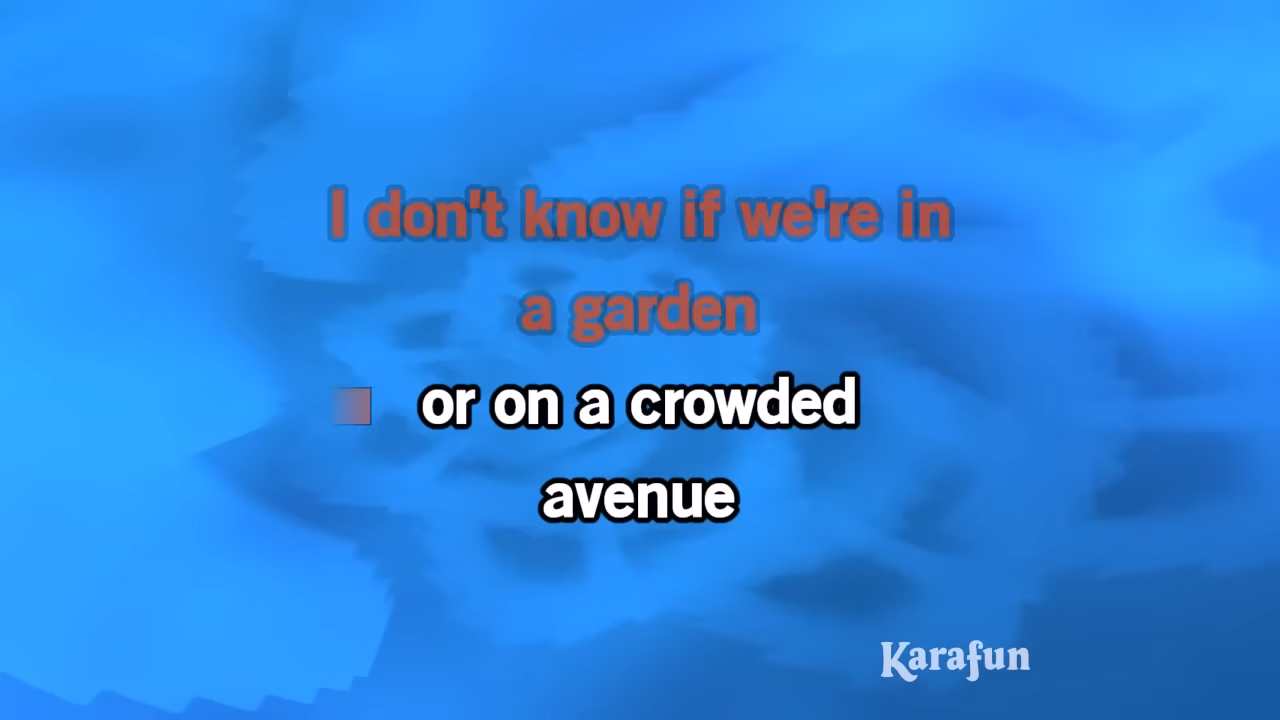 I don't know if we're in
a garden
or on a crowded
avenue
Karafun